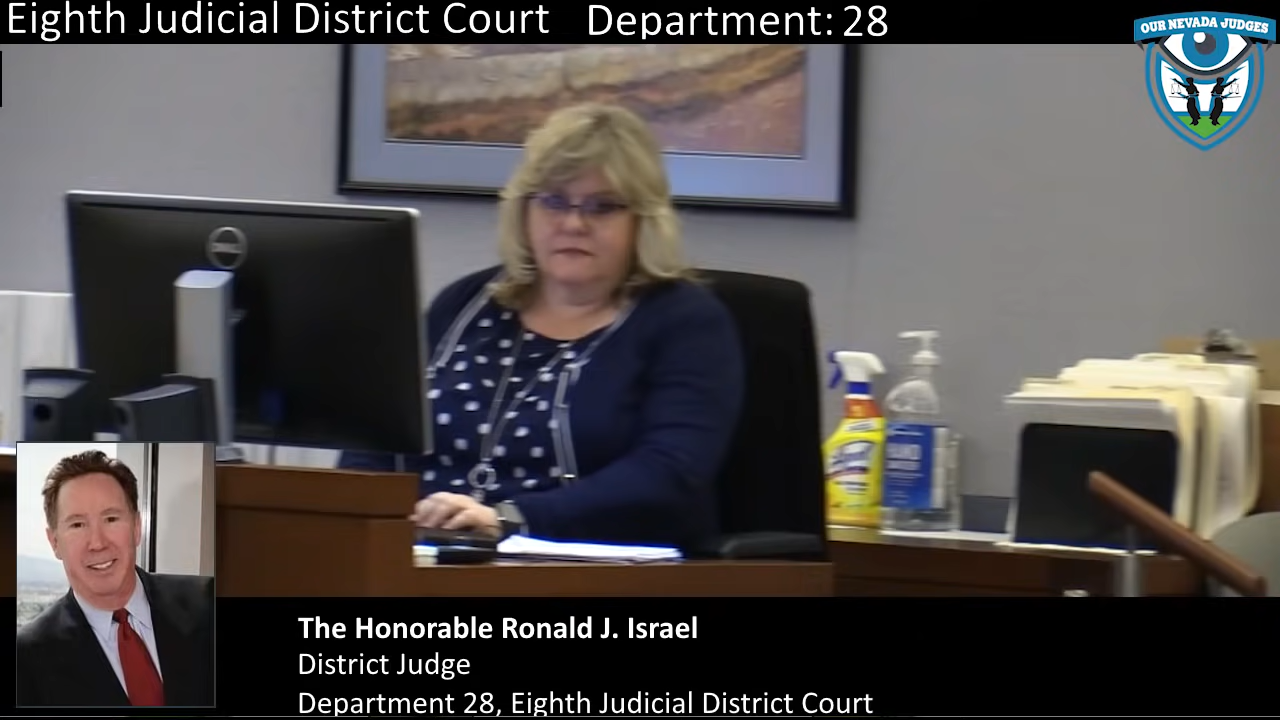 Eighth Judicial District Court Department: 28
OUR NEVADA JUDGES
DELL
HAND
The Honorable Ronald J. Israel
District Judge
Department 28, Eighth Judicial District Court